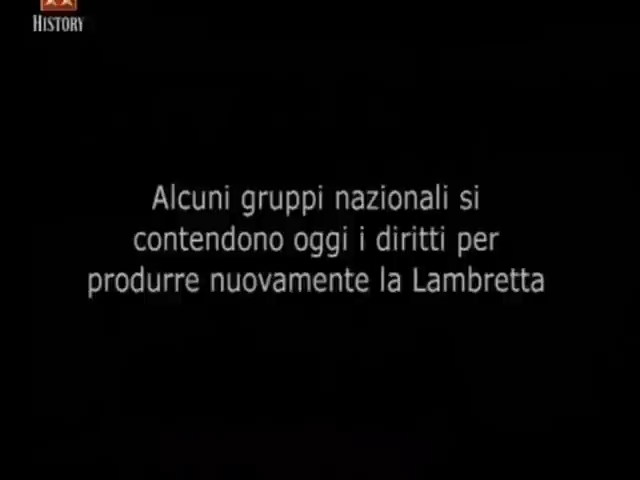 HISTORY
Alcuni gruppi nazionali si
contendono oggi i diritti per
produrre nuovamente la Lambretta